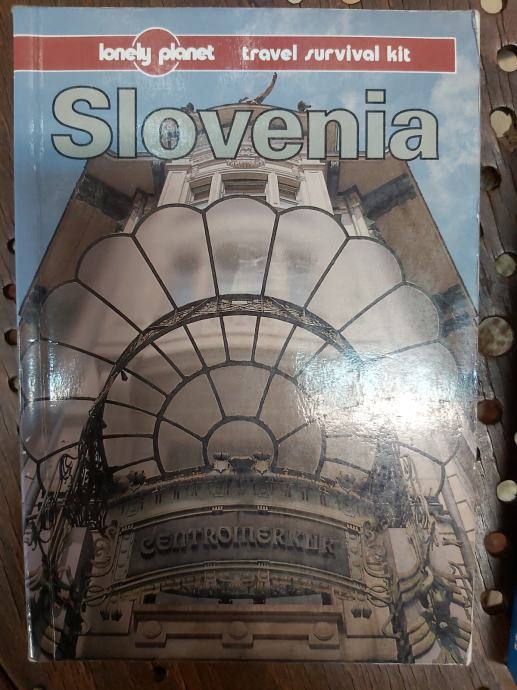 lonely planet travel survival kit
Slovenia
CENTROMERKUR